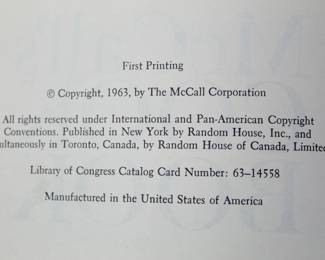 First Printing
© Copyright, 1963, by The McCall Corporation
All rights reserved under International and Pan-American Copyright
Conventions. Published in New York by Random House, Inc., and
ultaneously in Toronto, Canada, by Random House of Canada, Limited
Library of Congress Catalog Card Number: 63-14558
Manufactured in the United States of America